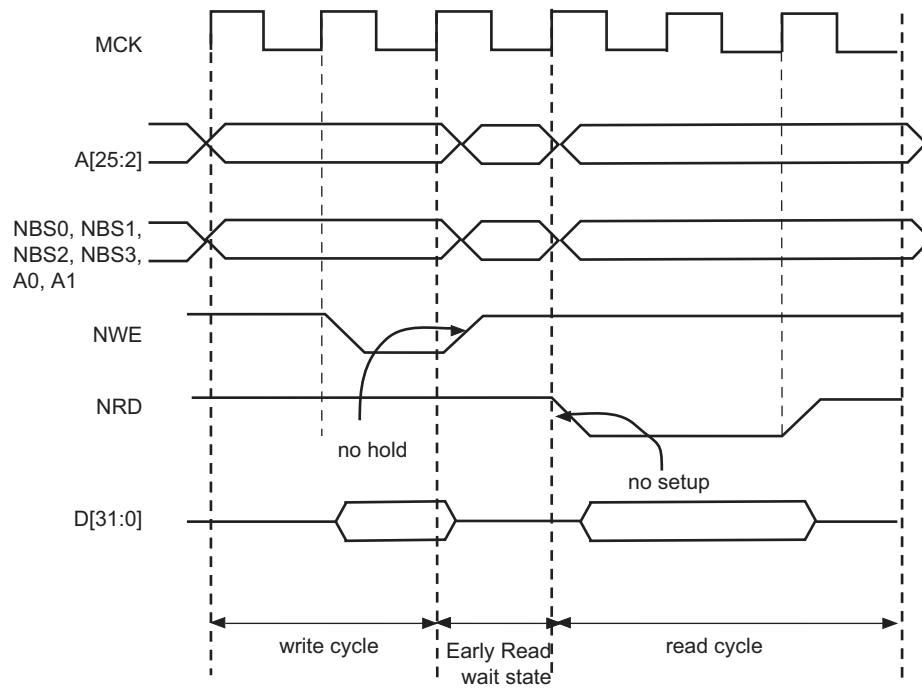 MCK
A[25:2]
NBS0, NBS1,
NBS2, NBS3,
A0, A1
NWE
NRD
no hold
no setup
D[31:0]
write cycle
Early Read
wait state
read cycle